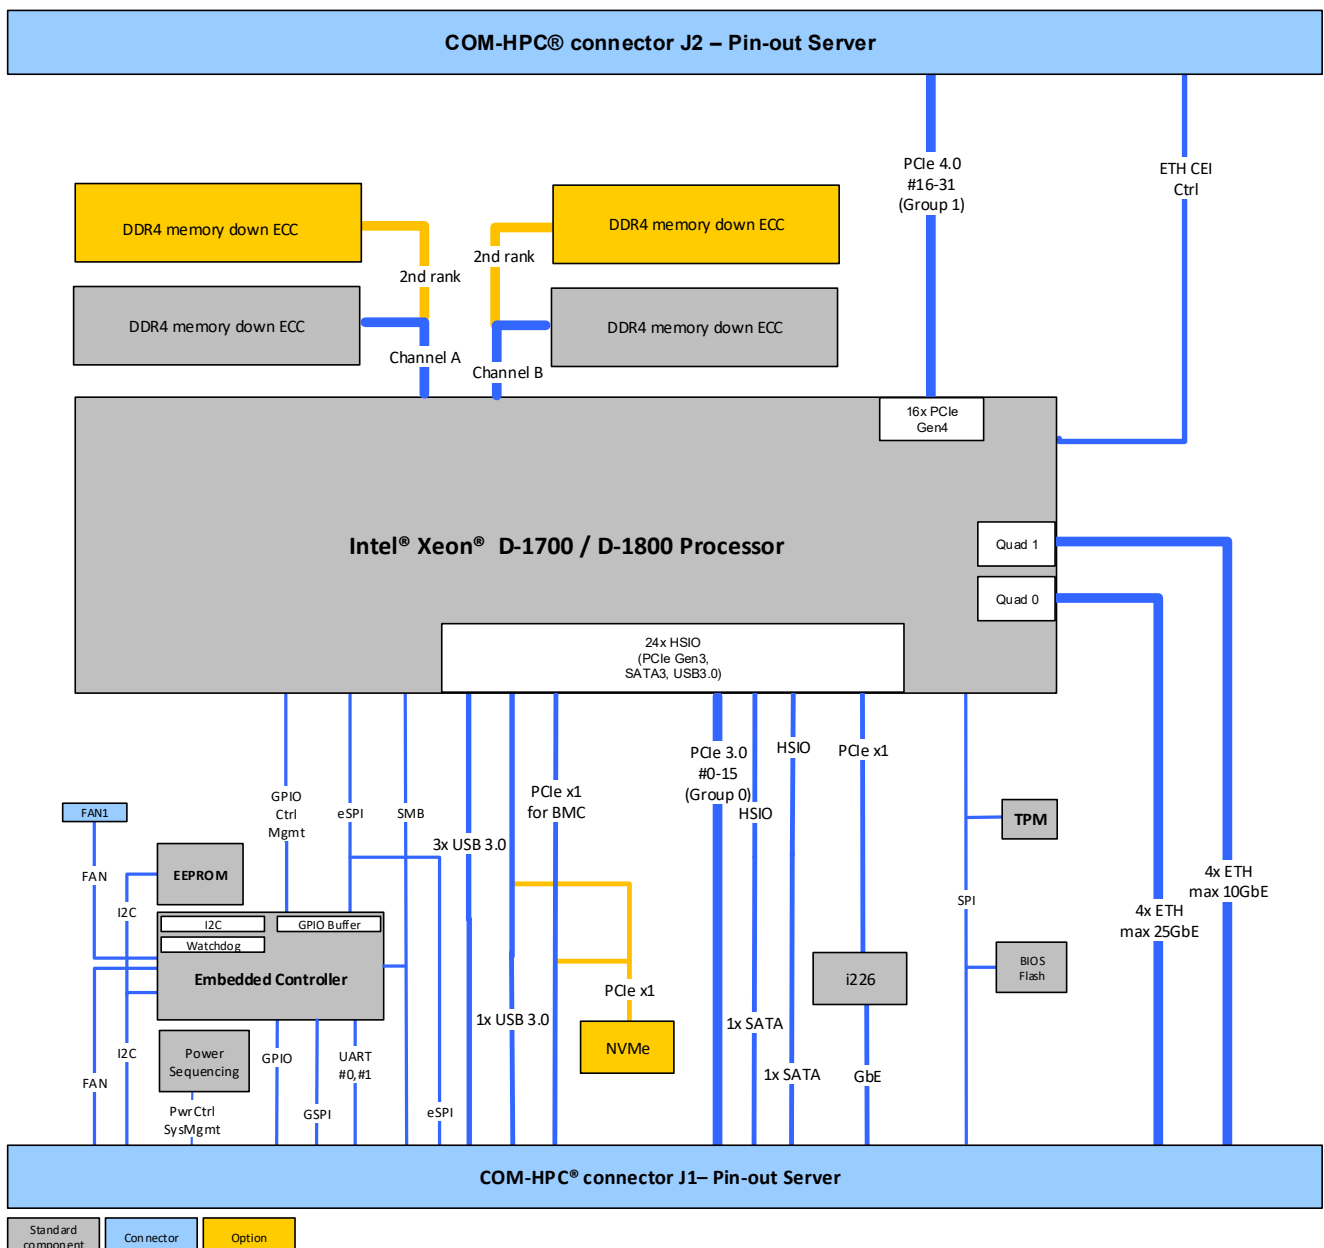 COM-HPC® connector J2 – Pin-out Server
PCIe 4.0
#16-31
(Group 1)
ETH CEI
Ctrl
DDR4 memory down ECC
DDR4 memory down ECC
2nd rank
2nd rank
DDR4 memory down ECC
DDR4 memory down ECC
Channel A
Channel B
16x PCIe
Gen4
Intel® Xeon® D-1700 / D-1800 Processor
Quad 1
Quad 0
24x HSIO
(PCIe Gen3,
SATA3, USB3.0)
GPIO
Ctrl
Mgmt
eSPI
SMB
3x USB 3.0
PCIe x1
for BMC
PCIe 3.0
#0-15
(Group 0)
HSIO
HSIO
PCIe x1
FAN1
TPM
FAN
EEPROM
I2C
I2C
GPIO Buffer
Watchdog
Embedded Controller
SPI
4x ETH
max 10GbE
4x ETH
max 25GbE
BIOS
Flash
i226
PCIe x1
1x USB 3.0
NVMe
1x SATA
1x SATA
GbE
I2C
FAN
Power
Sequencing
GPIO
UART
#0,#1
PwrCtrl
SysMgmt
GSPI
eSPI
COM-HPC® connector J1– Pin-out Server
Standard
component
Connector
Option